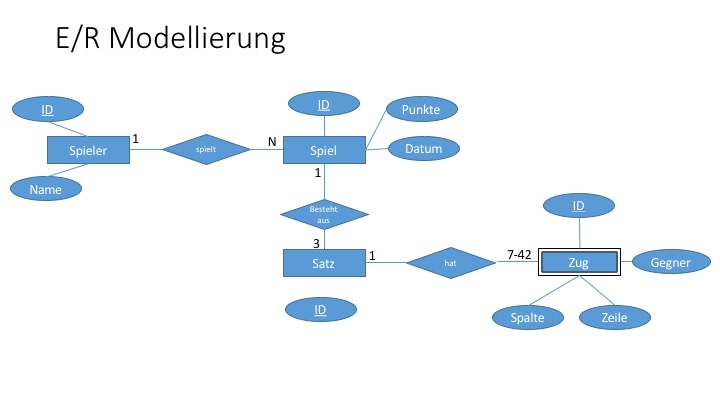 E/R Modellierung
ID
ID
Punkte
Spieler
1
spielt
N
Spiel
Datum
Name
1
Besteht
aus
3
Satz
1
hat
7-42
ID
Zug
Gegner
ID
Spalte
Zeile